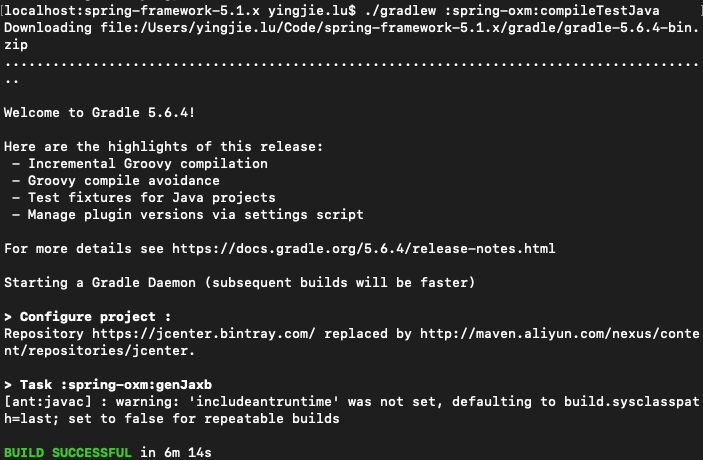 [localhost:spring-framework-5.1.x yingjie.lu$ ./gradlew :spring-oxm:compileTestJava ]
Downloading file:/Users/yingjie.lu/Code/spring-framework-5.1.x/gradle/gradle-5.6.4-bin.
zip
.......................................................................................
..
Welcome to Gradle 5.6.4!
Here are the highlights of this release:
- Incremental Groovy compilation
- Groovy compile avoidance
- Test fixtures for Java projects
- Manage plugin versions via settings script
For more details see https://docs.gradle.org/5.6.4/release-notes.html
Starting a Gradle Daemon (subsequent builds will be faster)
> Configure project :
Repository https://jcenter.bintray.com/ replaced by http://maven.aliyun.com/nexus/conte
nt/repositories/jcenter.
> Task :spring-oxm:genJaxb
[ant:javac] : warning: 'includeantruntime' was not set, defaulting to build.sysclasspat
h=last; set to false for repeatable builds
BUILD SUCCESSFUL in 6m 14s